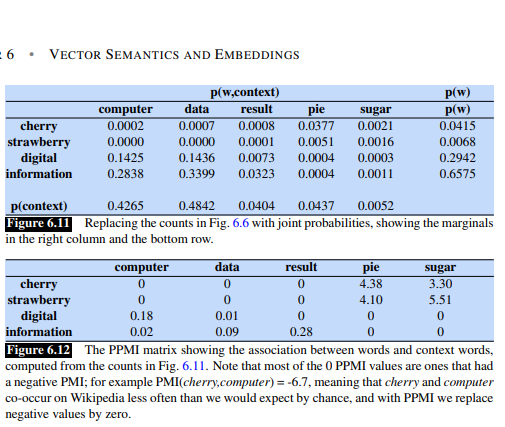 6 • VECTOR SEMANTICS AND EMBEDDINGS
p(w,context) p(w)
computer data result pie sugar p(w)
cherry 0.0002 0.0007 0.0008 0.0377 0.0021 0.0415
strawberry 0.0000 0.0000 0.0001 0.0051 0.0016 0.0068
digital 0.1425 0.1436 0.0073 0.0004 0.0003 0.2942
information 0.2838 0.3399 0.0323 0.0004 0.0011 0.6575
p(context) 0.4265 0.4842 0.0404 0.0437 0.0052
Figure 6.11 Replacing the counts in Fig. 6.6 with joint probabilities, showing the marginals
in the right column and the bottom row.
computer data result pie sugar
cherry 0 0 0 4.38 3.30
strawberry 0 0 0 4.10 5.51
digital 0.18 0.01 0 0 0
information 0.02 0.09 0.28 0 0
Figure 6.12 The PPMI matrix showing the association between words and context words,
computed from the counts in Fig. 6.11. Note that most of the 0 PPMI values are ones that had
a negative PMI; for example PMI(cherry,computer) = -6.7, meaning that cherry and computer
co-occur on Wikipedia less often than we would expect by chance, and with PPMI we replace
negative values by zero.